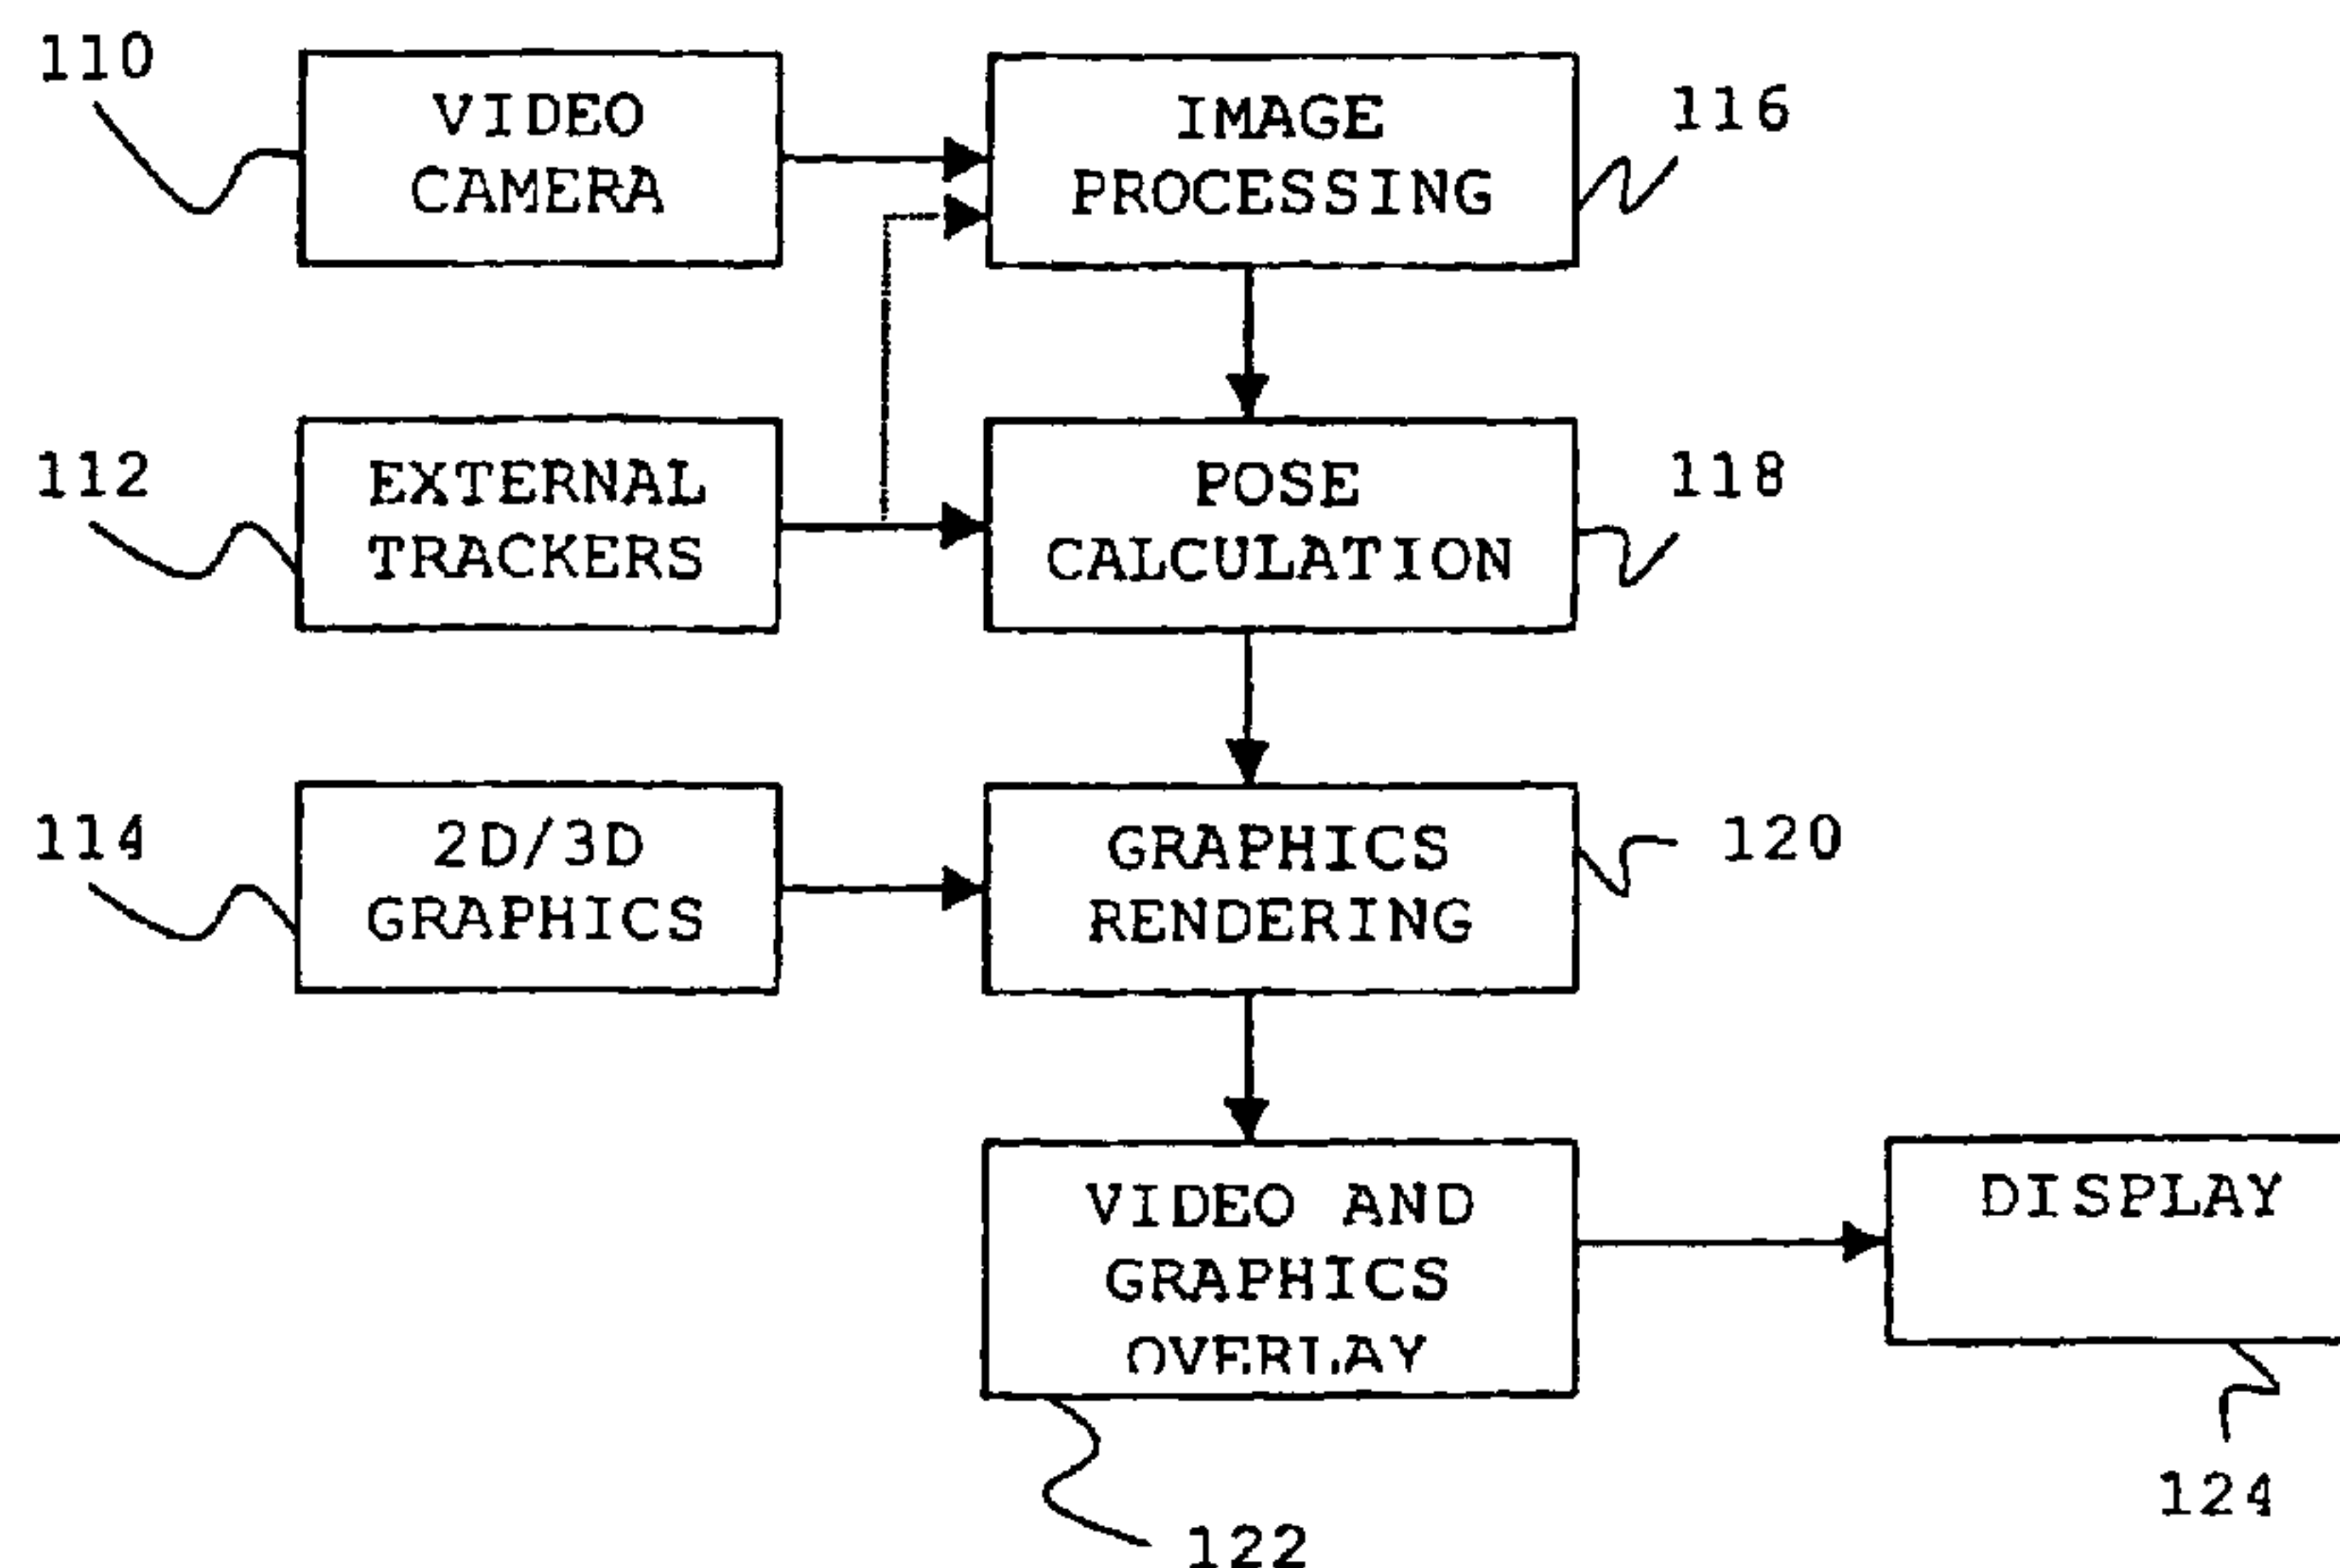 110
VIDEO
CAMERA
IMAGE
PROCESSING
116
112
EXTERNAL
TRACKERS
POSE
CALCULATION
118
114
2D/3D
GRAPHICS
GRAPHICS
RENDERING
120
VIDEO AND
GRAPHICS
OVERLAY
DISPLAY
122
124